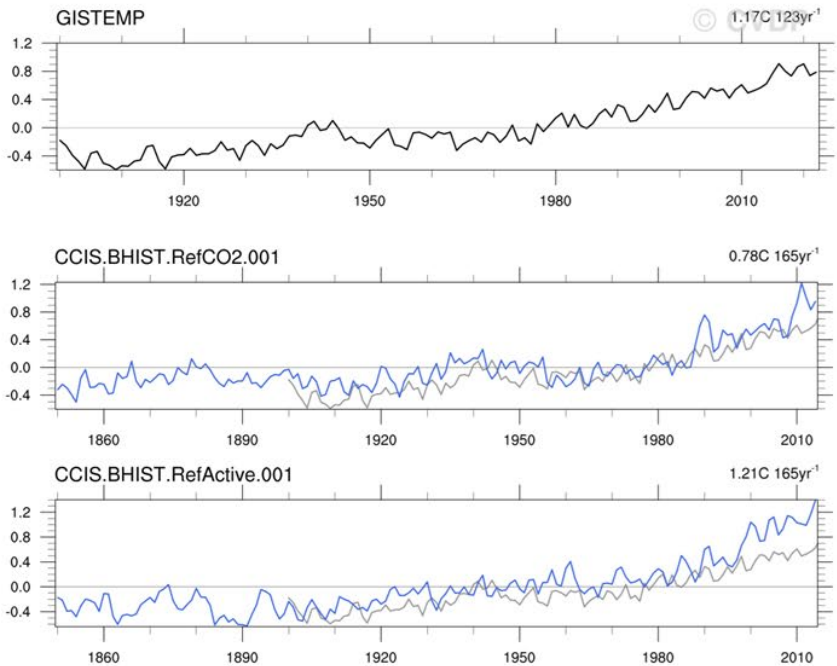 GISTEMP
© CVDP
1.17C 123yr-1
1.2
0.8
0.4
0.0
-0.4
1920 1950 1980 2010
CCIS.BHIST.RefCO2.001 0.78C 165yr-1
1.2
0.8
0.4
0.0
-0.4
1860 1890 1920 1950 1980 2010
CCIS.BHIST.RefActive.001 1.21C 165yr-1
1.2
0.8
0.4
0.0
-0.4
1860 1890 1920 1950 1980 2010